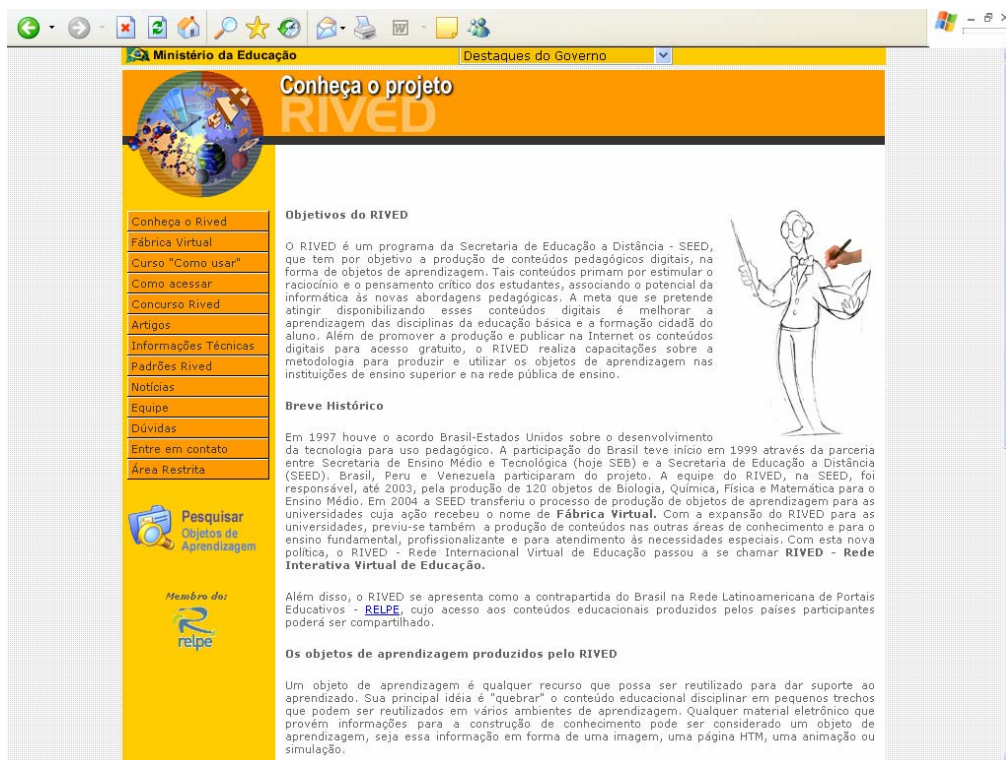 Ministério da Educação
Destaques do Governo
Conheça o projeto
RIVED
Conheça o Rived
Fábrica Virtual
Curso "Como usar"
Como acessar
Concurso Rived
Artigos
Informações Técnicas
Padrões Rived
Notícias
Equipe
Dúvidas
Entre em contato
Área Restrita
Pesquisar
Objetos de
Aprendizagem
Membro do:
relpe
Objetivos do RIVED
O RIVED é um programa da Secretaria de Educação a Distância - SEED,
que tem por objetivo a produção de conteúdos pedagógicos digitais, na
forma de objetos de aprendizagem. Tais conteúdos primam por estimular o
raciocínio e o pensamento crítico dos estudantes, associando o potencial da
informática às novas abordagens pedagógicas. A meta que se pretende
atingir disponibilizando esses conteúdos digitais é melhorar a
aprendizagem das disciplinas da educação básica e a formação cidadã do
aluno. Além de promover a produção e publicar na Internet os conteúdos
digitais para acesso gratuito, o RIVED realiza capacitações sobre a
metodologia para produzir e utilizar os objetos de aprendizagem nas
instituições de ensino superior e na rede pública de ensino.
Breve Histórico
Em 1997 houve o acordo Brasil-Estados Unidos sobre o desenvolvimento
da tecnologia para uso pedagógico. A participação do Brasil teve início em 1999 através da parceria
entre Secretaria de Ensino Médio e Tecnológica (hoje SEB) e a Secretaria de Educação a Distância
(SEED). Brasil, Peru e Venezuela participaram do projeto. A equipe do RIVED, na SEED, foi
responsável, até 2003, pela produção de 120 objetos de Biologia, Química, Física e Matemática para o
Ensino Médio. Em 2004 a SEED transferiu o processo de produção de objetos de aprendizagem para as
universidades cuja ação recebeu o nome de Fábrica Virtual. Com a expansão do RIVED para as
universidades, previu-se também a produção de conteúdos nas outras áreas de conhecimento e para o
ensino fundamental, profissionalizante e para atendimento às necessidades especiais. Com esta nova
política, o RIVED - Rede Internacional Virtual de Educação passou a se chamar RIVED - Rede
Interativa Virtual de Educação.
Além disso, o RIVED se apresenta como a contrapartida do Brasil na Rede Latinoamericana de Portais
Educativos - RELPE, cujo acesso aos conteúdos educacionais produzidos pelos países participantes
poderá ser compartilhado.
Os objetos de aprendizagem produzidos pelo RIVED
Um objeto de aprendizagem é qualquer recurso que possa ser reutilizado para dar suporte ao
aprendizado. Sua principal idéia é "quebrar" o conteúdo educacional disciplinar em pequenos trechos
que podem ser reutilizados em vários ambientes de aprendizagem. Qualquer material eletrônico que
provém informações para a construção de conhecimento pode ser considerado um objeto de
aprendizagem, seja essa informação em forma de uma imagem, uma página HTM, uma animação ou
simulação.